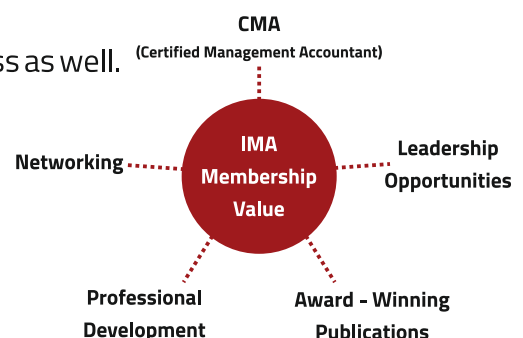 CMA
(Certified Management Accountant)
ss as well.
IMA
Membership
Value
Networking
Leadership
Opportunities
Professional
Development
Award - Winning
Publications